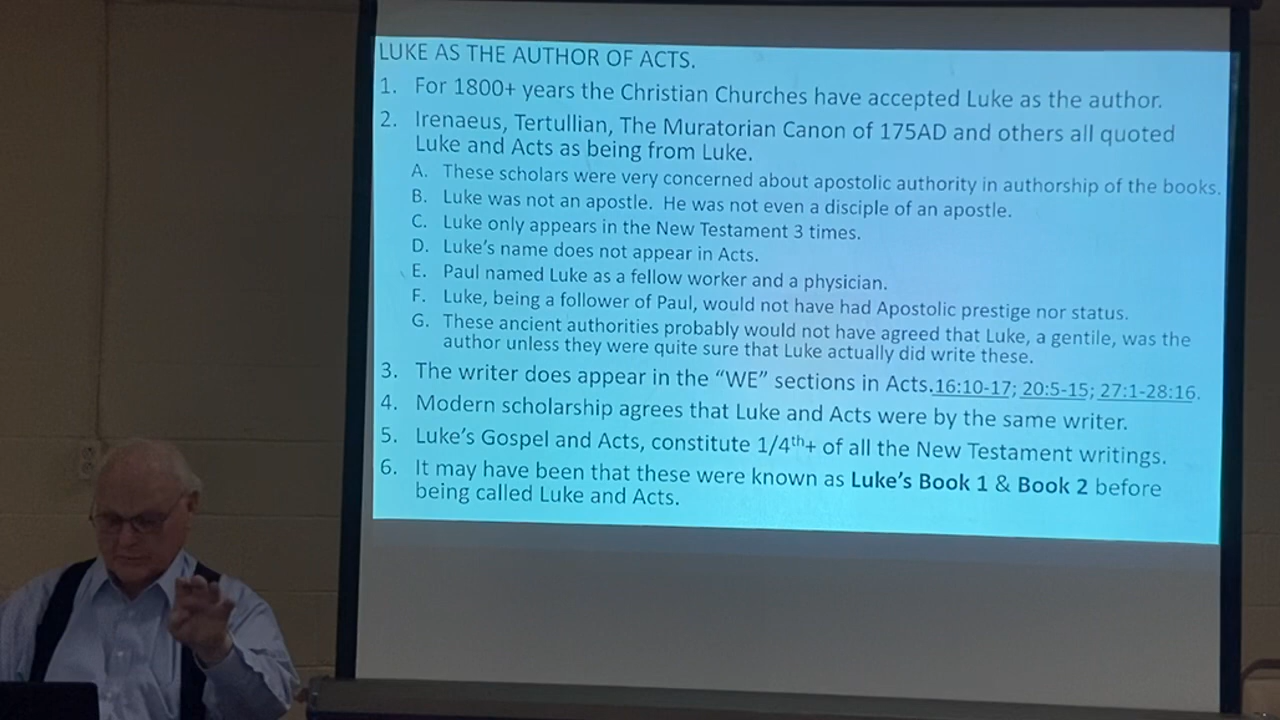 LUKE AS THE AUTHOR OF ACTS.
1. For 1800+ years the Christian Churches have accepted Luke as the author.
2. Irenaeus, Tertullian, The Muratorian Canon of 175AD and others all quoted
Luke and Acts as being from Luke.
A. These scholars were very concerned about apostolic authority in authorship of the books.
B. Luke was not an apostle. He was not even a disciple of an apostle.
C. Luke only appears in the New Testament 3 times.
D. Luke's name does not appear in Acts.
E. Paul named Luke as a fellow worker and a physician.
F. Luke, being a follower of Paul, would not have had Apostolic prestige nor status.
G. These ancient authorities probably would not have agreed that Luke, a gentile, was the
author unless they were quite sure that Luke actually did write these.
3. The writer does appear in the “WE” sections in Acts.16:10-17; 20:5-15; 27:1-28:16.
4. Modern scholarship agrees that Luke and Acts were by the same writer.
5. Luke's Gospel and Acts, constitute 1/4th+ of all the New Testament writings.
6. It may have been that these were known as Luke's Book 1 & Book 2 before
being called Luke and Acts.